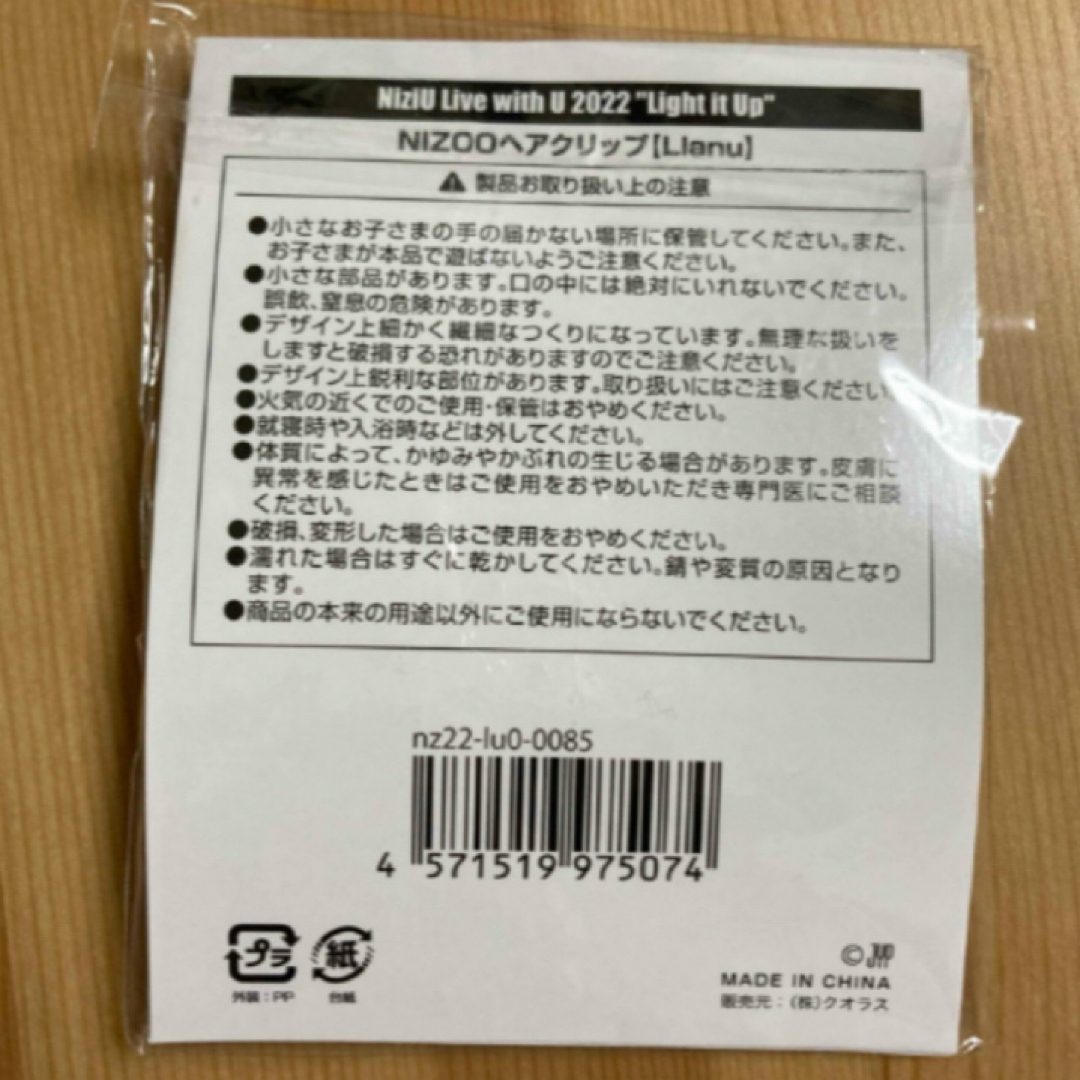 NiziU Live with U 2022 "Light it Up"
NIZOOヘアクリップ【LIanu】
製品お取り扱い上の注意
●小さなお子さまの手の届かない場所に保管してください。また、
お子さまが本品で遊ばないようご注意ください。
●小さな部品があります。口の中には絶対にいれないでください。
誤飲、窒息の危険があります。
●デザイン上細かく繊細なつくりになっています。無理な扱いを
しますと破損する恐れがありますのでご注意ください。
●デザイン上鋭利な部位があります。取り扱いにはご注意ください。
●火気の近くでのご使用・保管はおやめください。
●就寝時や入浴時などは外してください。
●体質によって、かゆみやかぶれの生じる場合があります。皮膚に
異常を感じたときはご使用をおやめいただき専門医にご相談
ください。
●破損、変形した場合はご使用をおやめください。
●濡れた場合はすぐに乾かしてください。錆や変質の原因となり
ます。
●商品の本来の用途以外にご使用にならないでください。
nz22-lu0-0085
4 571519 975074
プラ 紙
外装：PP 台紙
©
MADE IN CHINA
販売元：（株）クオラス